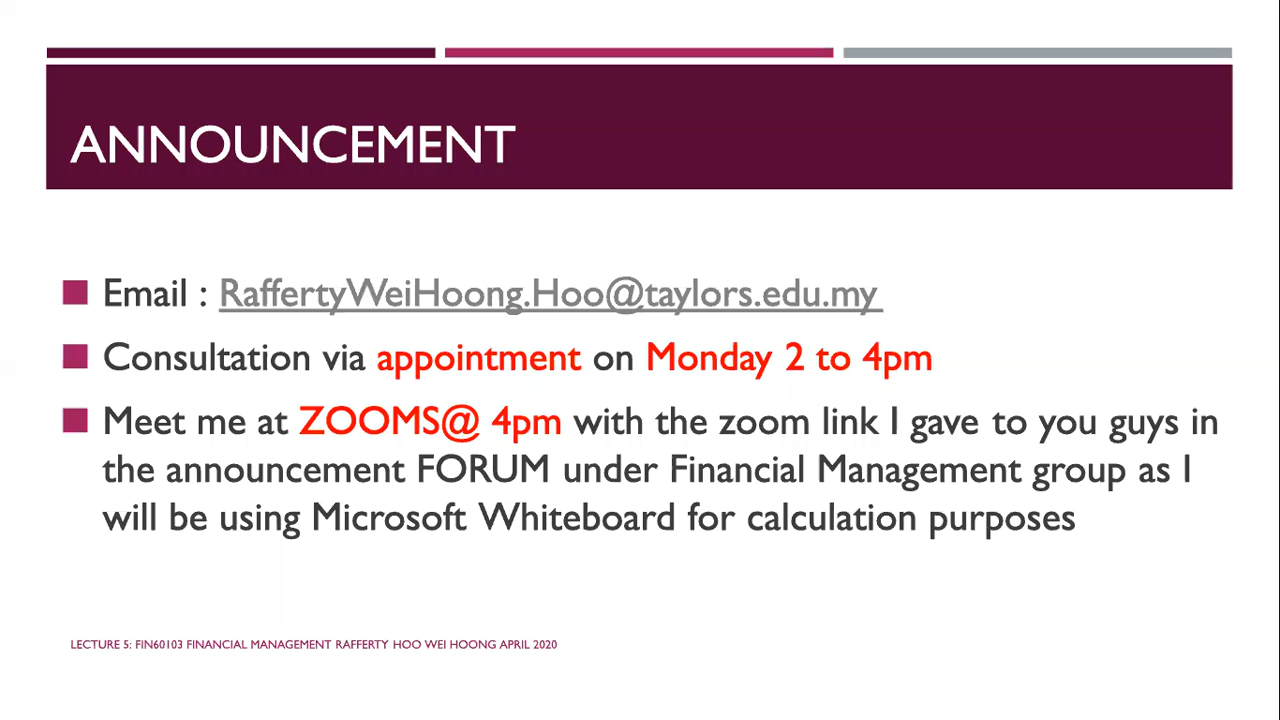 ANNOUNCEMENT
Email : RaffertyWeiHoong.Hoo@taylors.edu.my
Consultation via appointment on Monday 2 to 4pm
Meet me at ZOOMS@ 4pm with the zoom link I gave to you guys in
the announcement FORUM under Financial Management group as I
will be using Microsoft Whiteboard for calculation purposes
LECTURE 5: FIN60103 FINANCIAL MANAGEMENT RAFFERTY HOO WEI HOONG APRIL 2020